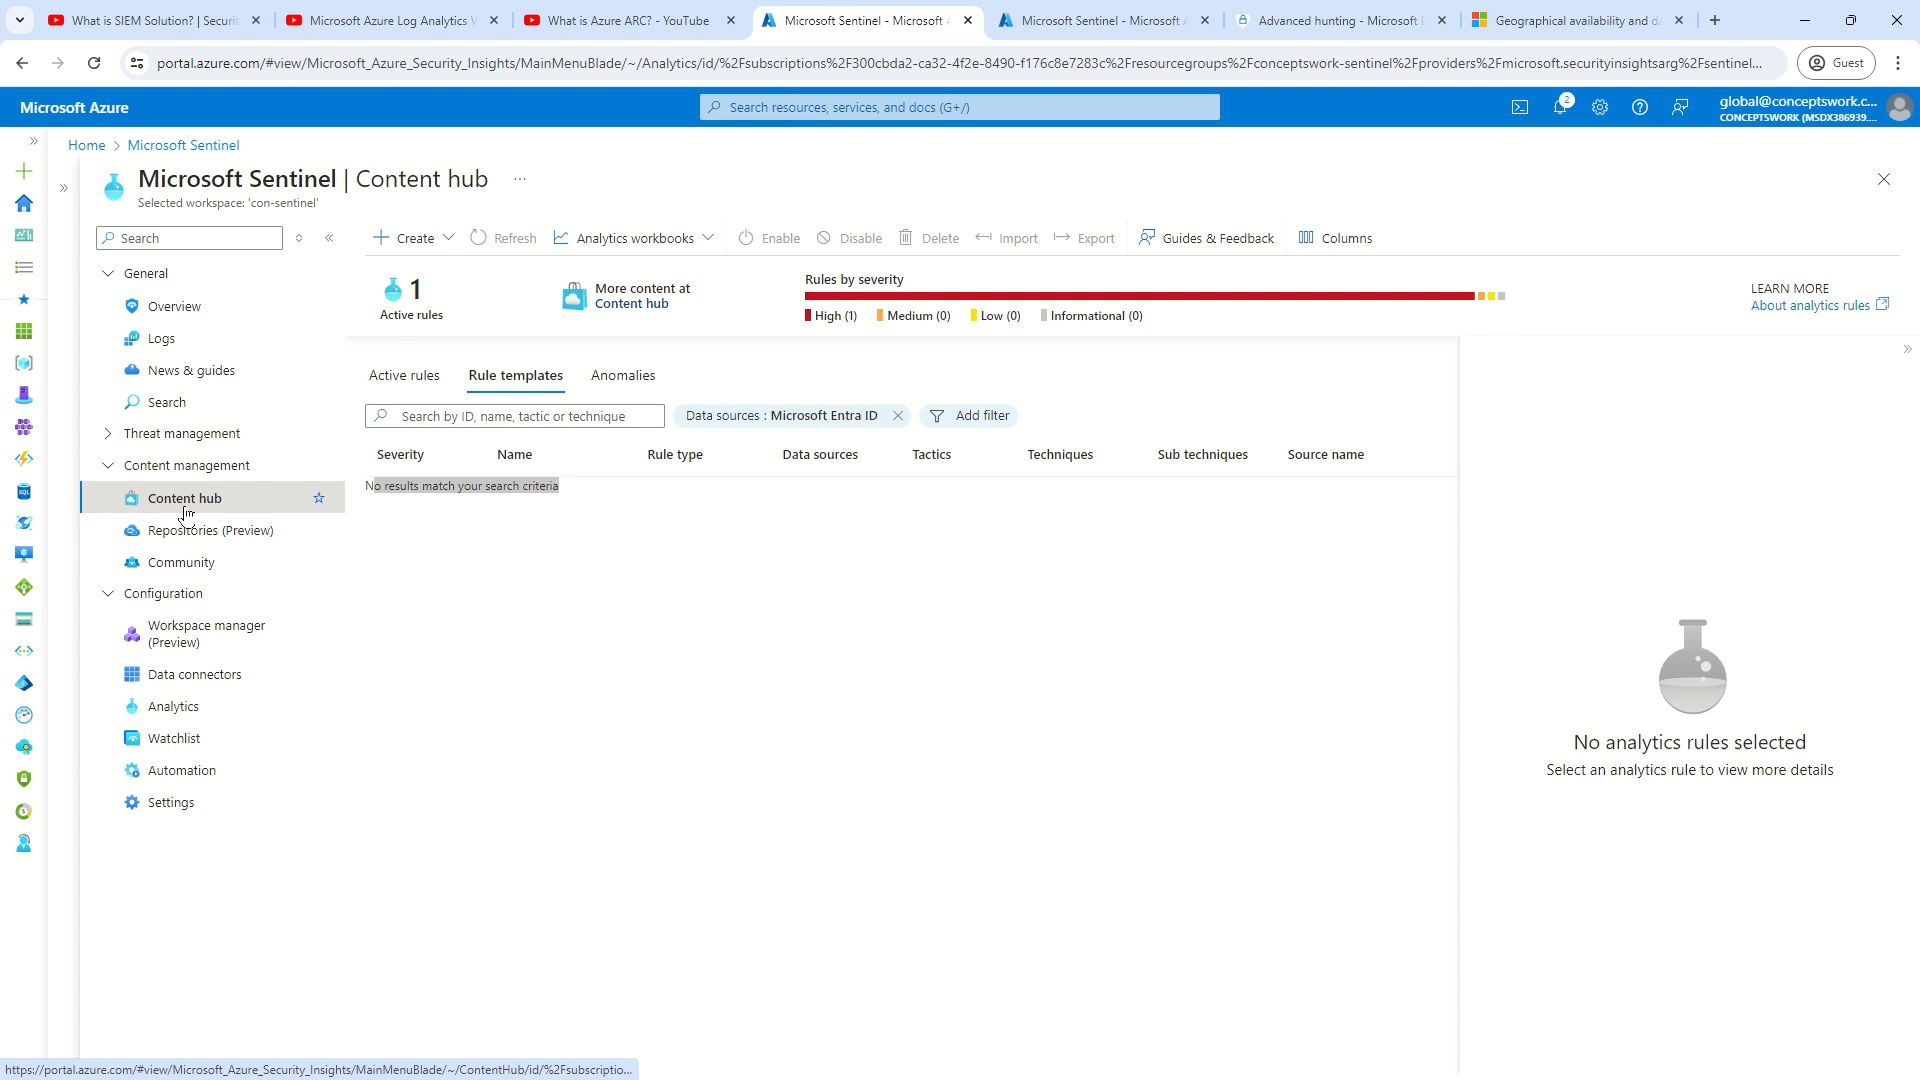 What is SIEM Solution? | Securi
Microsoft Azure Log Analytics
What is Azure ARC? - YouTube
Microsoft Sentinel - Microsoft
Microsoft Sentinel - Microsoft
Advanced hunting - Microsoft
Geographical availability and d
portal.azure.com/#view/Microsoft_Azure_Security_Insights/MainMenuBlade/~/Analytics/id/%2Fsubscriptions%2F300cbda2-ca32-4f2e-8490-f176c8e7283c%2Fresourcegroups%2Fconceptswork-sentinel%2Fproviders%2Fmicrosoft.securityinsightsarg%2Fsentinel...
Guest
Microsoft Azure
Search resources, services, and docs (G+/)
2
global@conceptswork.c...
CONCEPTSWORK (MSDX386939....
Home > Microsoft Sentinel
Microsoft Sentinel | Content hub ...
Selected workspace: 'con-sentinel'
Search
Create
Refresh
Analytics workbooks
Enable
Disable
Delete
Import
Export
Guides & Feedback
Columns
General
Overview
Logs
News & guides
Search
Threat management
Content management
Content hub
Repositories (Preview)
Community
Configuration
Workspace manager
(Preview)
Data connectors
Analytics
Watchlist
Automation
Settings
1
Active rules
More content at
Content hub
Rules by severity
High (1)
Medium (0)
Low (0)
Informational (0)
LEARN MORE
About analytics rules
Active rules
Rule templates
Anomalies
Search by ID, name, tactic or technique
Data sources : Microsoft Entra ID
Add filter
Severity
Name
Rule type
Data sources
Tactics
Techniques
Sub techniques
Source name
No results match your search criteria
No analytics rules selected
Select an analytics rule to view more details
https://portal.azure.com/#view/Microsoft_Azure_Security_Insights/MainMenuBlade/~/ContentHub/id/%2Fsubscriptio...